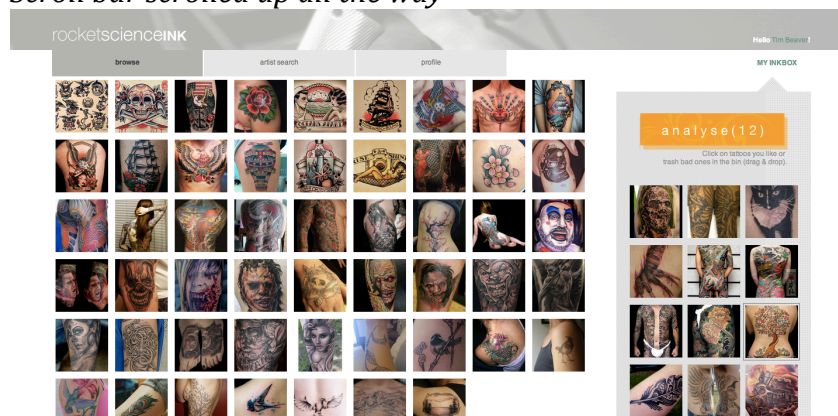 Scroll bar scrolled up all the way
rocketscienceINK
Hello Tim Beaver!
browse
artist search
profile
MY INKBOX
analyse(12)
Click on tattoos you like or
trash bad ones in the bin (drag & drop).